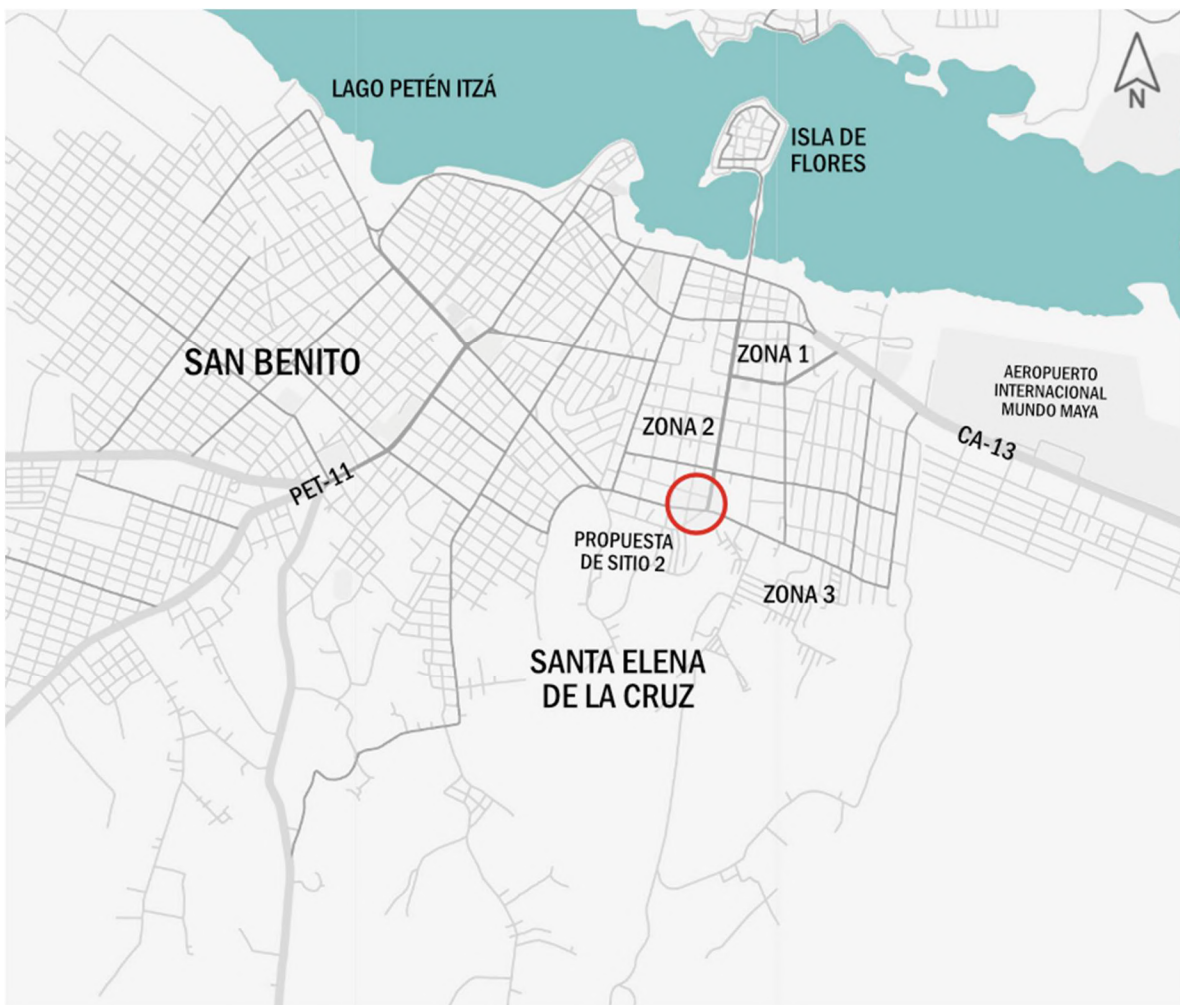 LAGO PETÉN ITZÁ
N
ISLA DE
FLORES
SAN BENITO
ZONA 1
AEROPUERTO
INTERNACIONAL
MUNDO MAYA
ZONA 2
CA-13
PET-11
PROPUESTA
DE SITIO 2
ZONA 3
SANTA ELENA
DE LA CRUZ